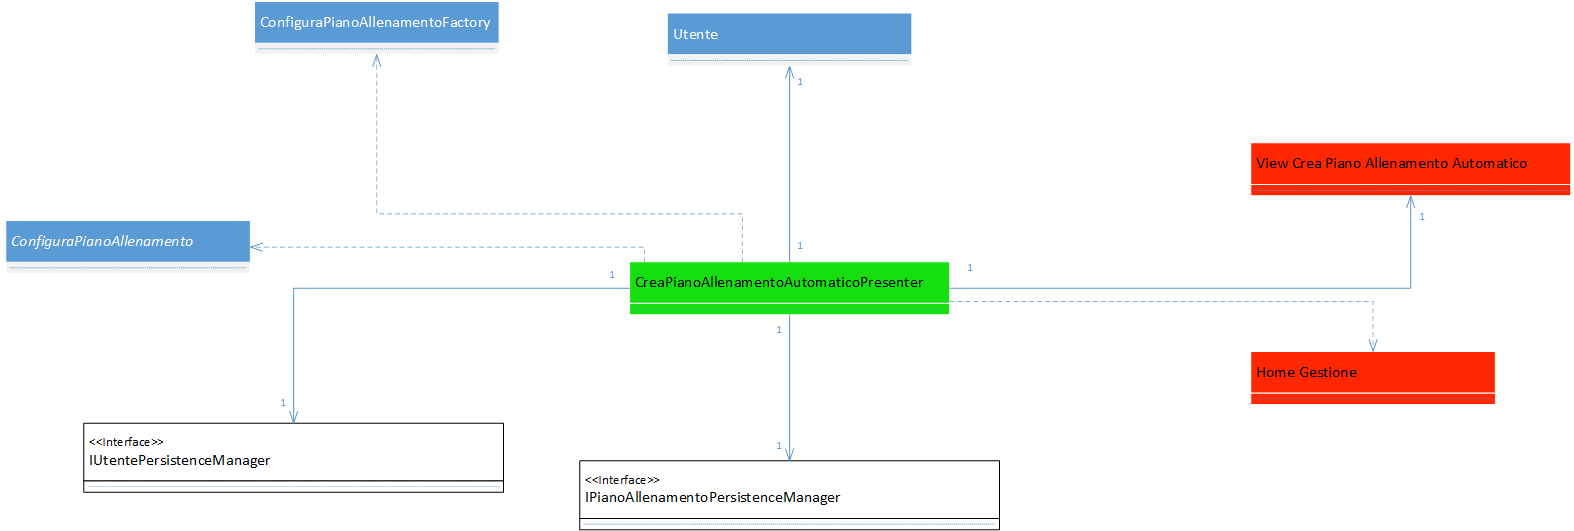 ConfiguraPianoAllenamentoFactory
Utente
1
View Crea Piano Allenamento Automatico
1
ConfiguraPianoAllenamento
1
1
1
CreaPianoAllenamentoAutomaticoPresenter
1
Home Gestione
1
<<Interface>>
IUtentePersistenceManager
1
<<Interface>>
IPianoAllenamentoPersistenceManager